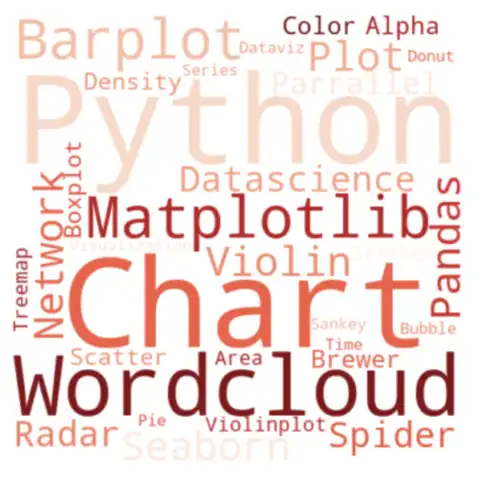 Barplot
Dataviz
Color Alpha
Plot
Donut
Series
Density
Parrallel
Python
Boxplot
Datascience
Network
Matplotlib
Pandas
Treemap
Visualization
Violin
Chart
Sankey
Bubble
Time
Scatter
Area
Brewer
Wordcloud
Radar
Pie
Violinplot
Spider
Seaborn